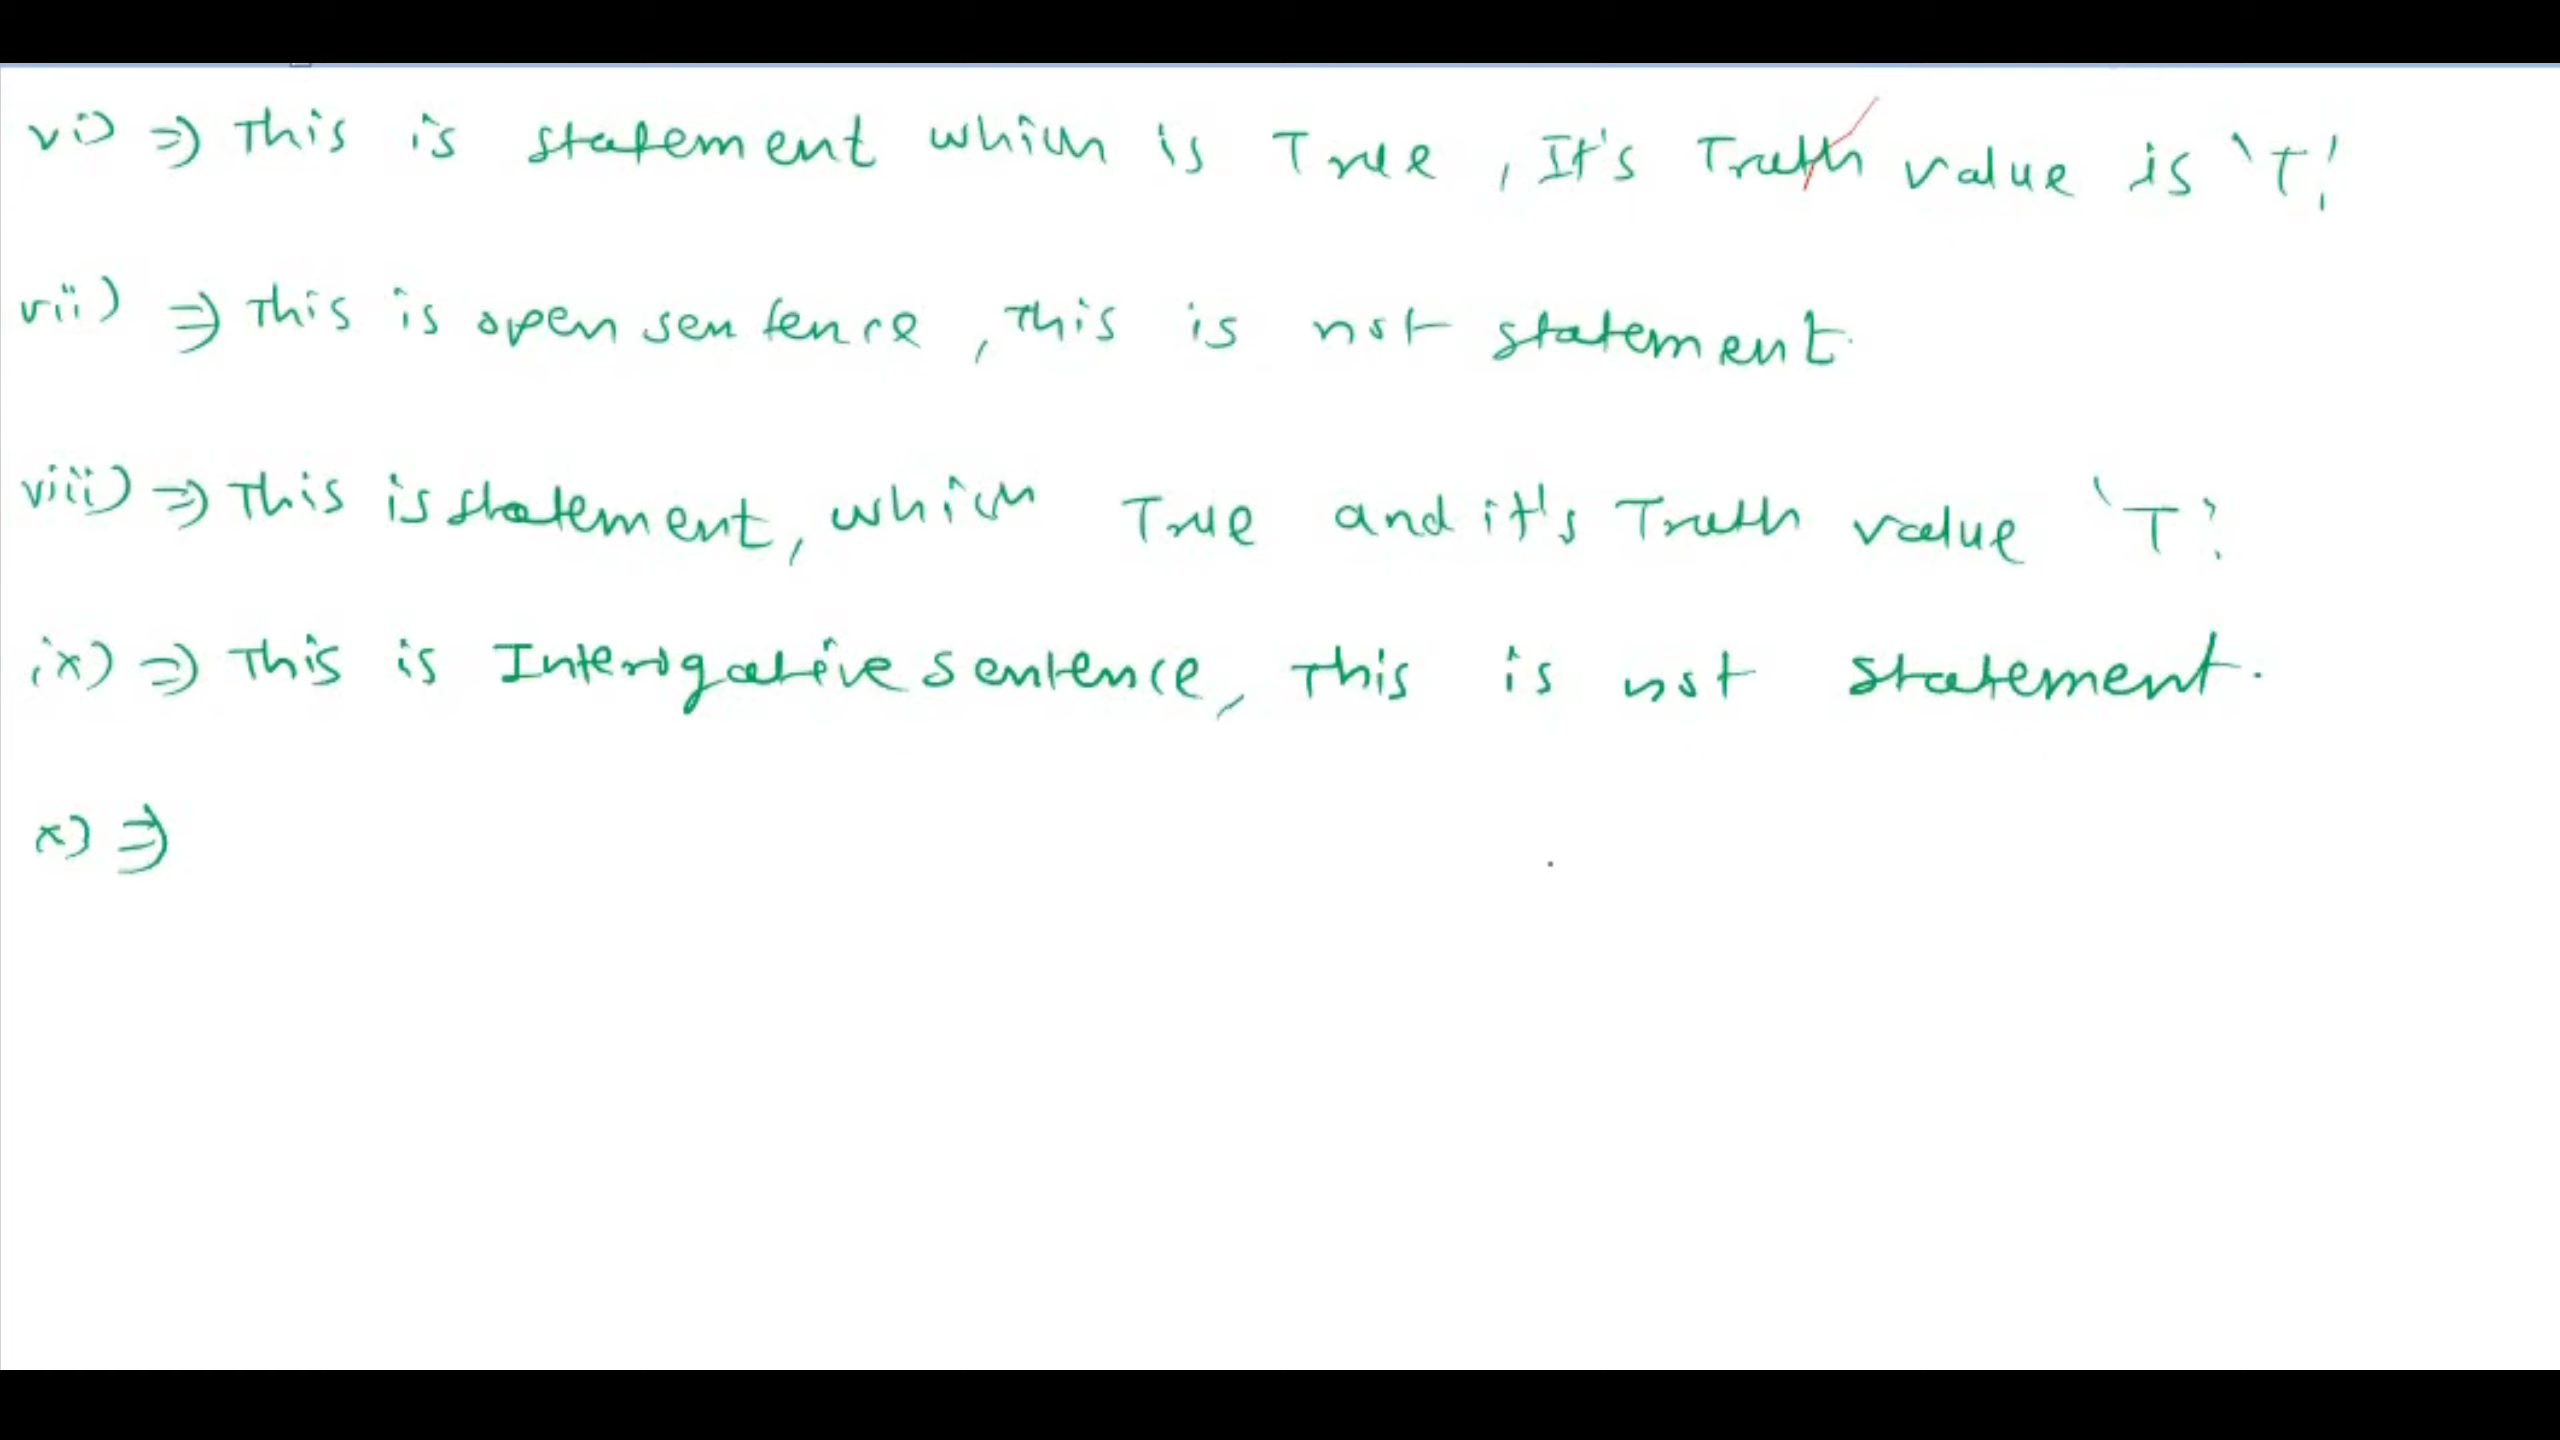 vi) ⇒ This is statement which is True, It's Truth value is 'T'.
vii) ⇒ This is open sentence, this is not statement.
viii) ⇒ This is statement, which True and it's Truth value 'T'.
ix) ⇒ This is Interogative sentence, This is not statement.
x) ⇒